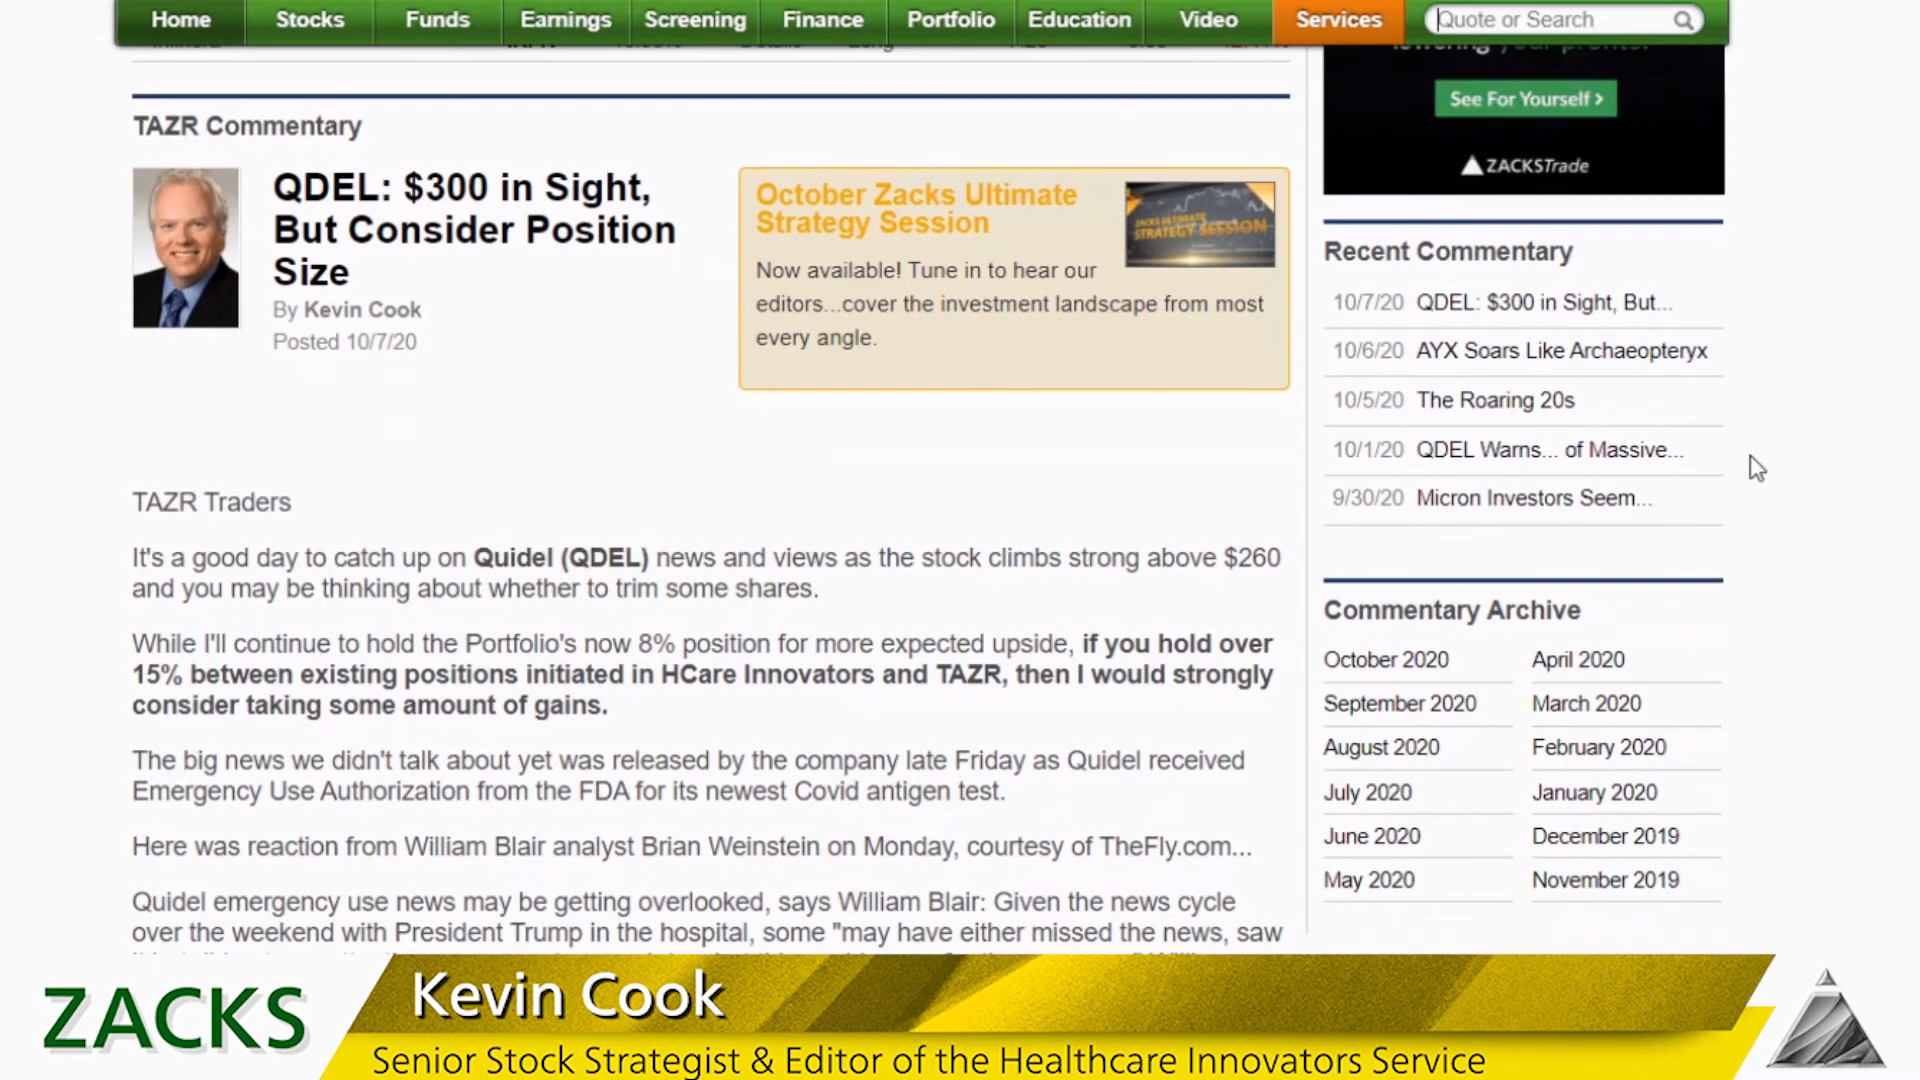 Home Stocks Funds Earnings Screening Finance Portfolio Education Video Services Quote or Search
your profits!
See For Yourself >
ZACKSTrade
TAZR Commentary
QDEL: $300 in Sight,
But Consider Position
Size
By Kevin Cook
Posted 10/7/20
October Zacks Ultimate
Strategy Session
ZACKS ULTIMATE
STRATEGY SESSION
Now available! Tune in to hear our
editors...cover the investment landscape from most
every angle.
TAZR Traders
It's a good day to catch up on Quidel (QDEL) news and views as the stock climbs strong above $260
and you may be thinking about whether to trim some shares.
While I'll continue to hold the Portfolio's now 8% position for more expected upside, if you hold over
15% between existing positions initiated in HCare Innovators and TAZR, then I would strongly
consider taking some amount of gains.
The big news we didn't talk about yet was released by the company late Friday as Quidel received
Emergency Use Authorization from the FDA for its newest Covid antigen test.
Here was reaction from William Blair analyst Brian Weinstein on Monday, courtesy of TheFly.com...
Quidel emergency use news may be getting overlooked, says William Blair: Given the news cycle
over the weekend with President Trump in the hospital, some "may have either missed the news, saw
Recent Commentary
10/7/20 QDEL: $300 in Sight, But...
10/6/20 AYX Soars Like Archaeopteryx
10/5/20 The Roaring 20s
10/1/20 QDEL Warns... of Massive...
9/30/20 Micron Investors Seem...
Commentary Archive
October 2020 April 2020
September 2020 March 2020
August 2020 February 2020
July 2020 January 2020
June 2020 December 2019
May 2020 November 2019
ZACKS
Kevin Cook
Senior Stock Strategist & Editor of the Healthcare Innovators Service